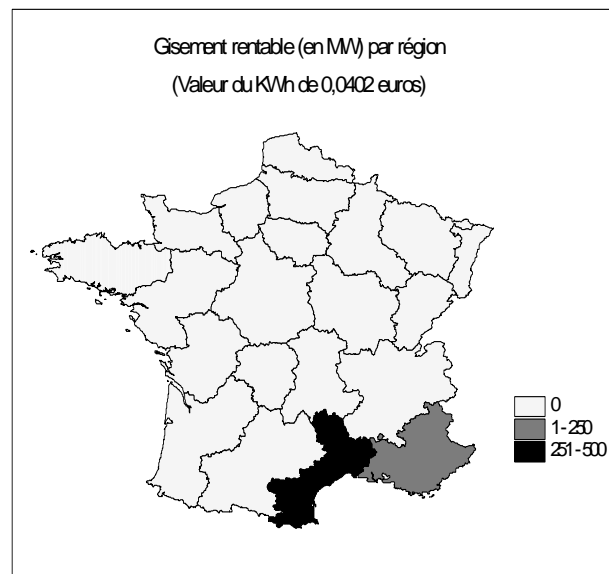 Gisement rentable (en MW) par région
(Valeur du KWh de 0,0402 euros)
0
1-250
251-500